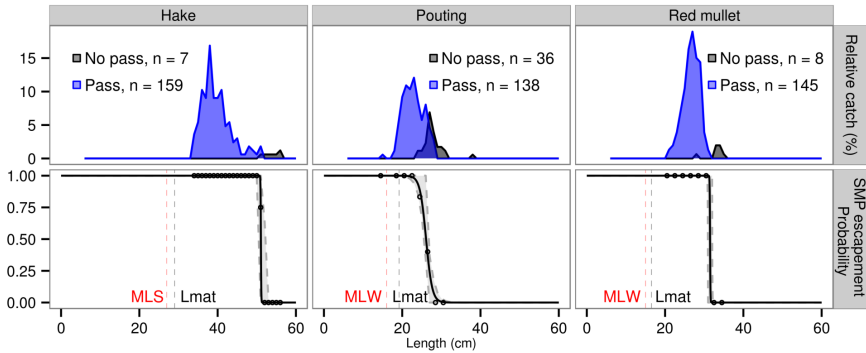 Hake Pouting Red mullet
No pass, n = 7
Pass, n = 159
No pass, n = 36
Pass, n = 138
No pass, n = 8
Pass, n = 145
Relative catch (%)
15
10
5
0
1.00
0.75
0.50
0.25
0.00
MLS Lmat
MLW Lmat
MLW Lmat
SMP escapement
Probability
0 20 40 60 0 20 40 60 0 20 40 60
Length (cm)